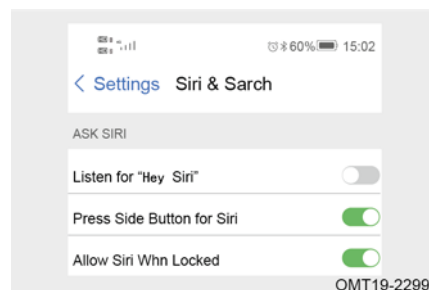 60% 15:02
Settings Siri & Sarch
ASK SIRI
Listen for "Hey Siri"
Press Side Button for Siri
Allow Siri Whn Locked
OMT19-2299